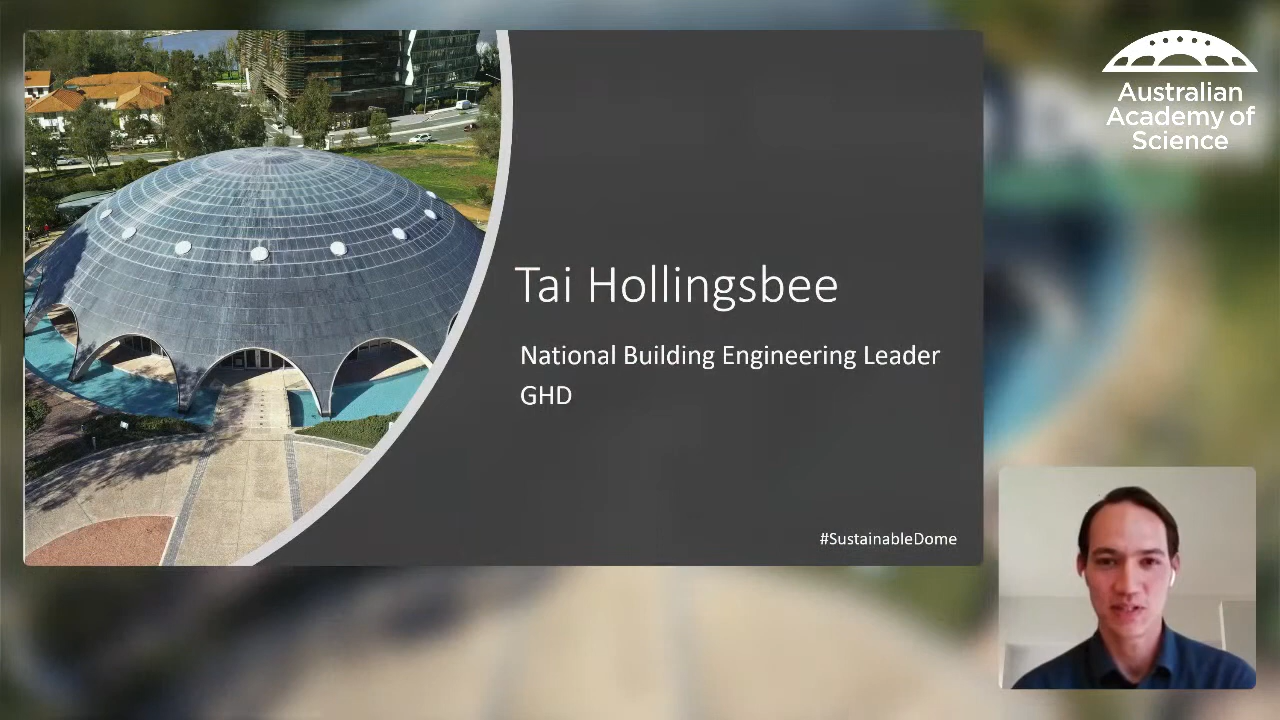 Australian
Academy of
Science
Tai Hollingsbee
National Building Engineering Leader
GHD
#SustainableDome